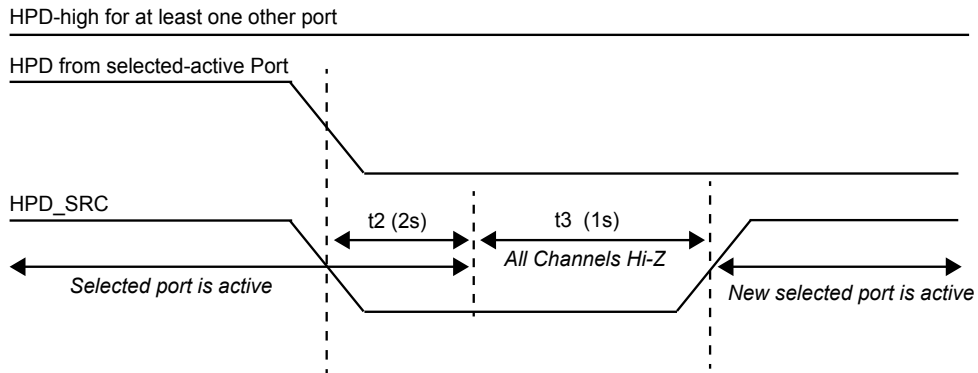 HPD-high for at least one other port
HPD from selected-active Port
HPD_SRC
t2 (2s)
t3 (1s)
All Channels Hi-Z
Selected port is active
New selected port is active